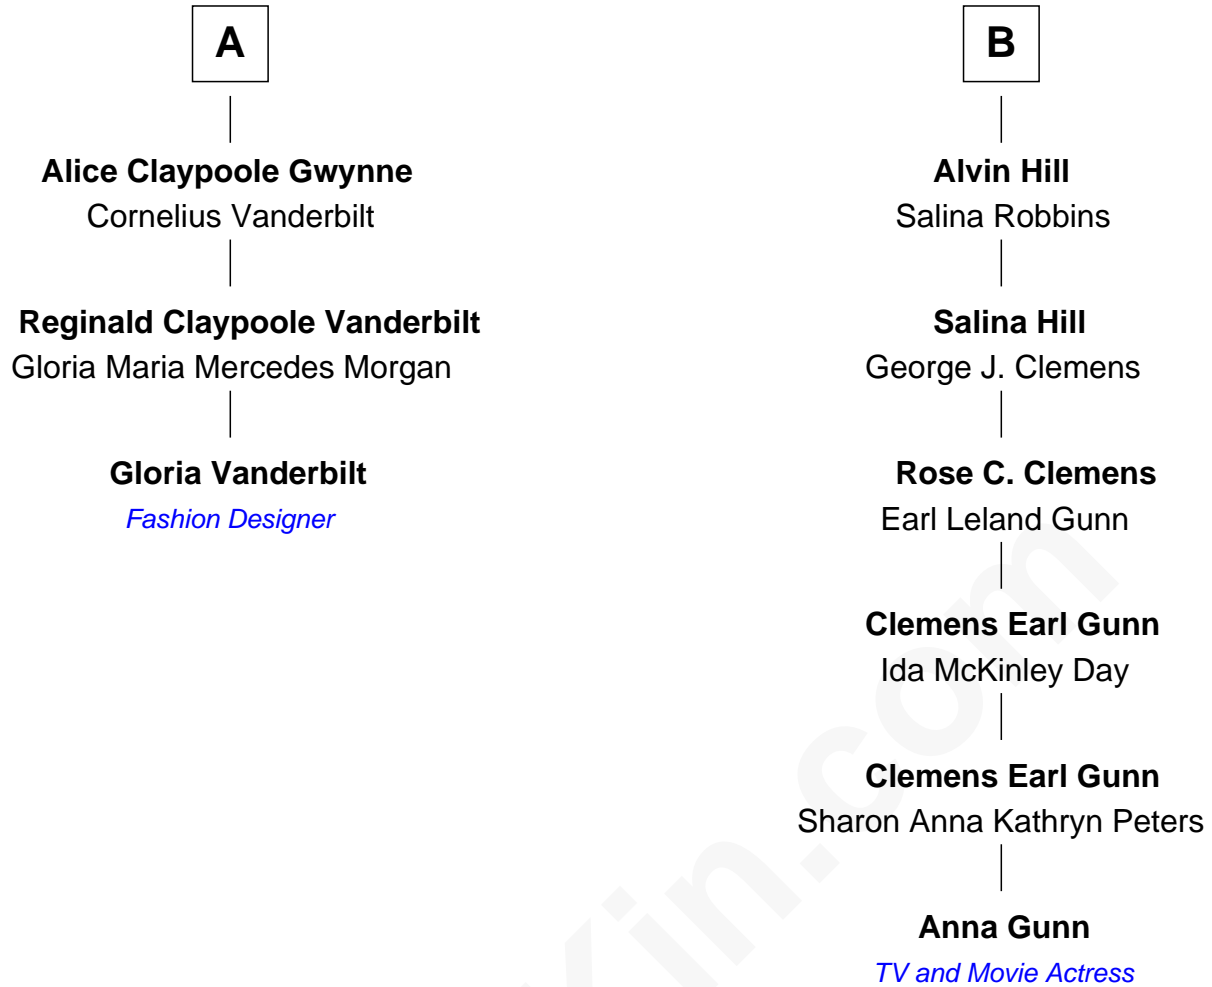 A
Alice Claypoole Gwynne
Cornelius Vanderbilt
Reginald Claypoole Vanderbilt
Gloria Maria Mercedes Morgan
Gloria Vanderbilt
Fashion Designer
B
Alvin Hill
Salina Robbins
Salina Hill
George J. Clemens
Rose C. Clemens
Earl Leland Gunn
Clemens Earl Gunn
Ida McKinley Day
Clemens Earl Gunn
Sharon Anna Kathryn Peters
Anna Gunn
TV and Movie Actress
Kin.com